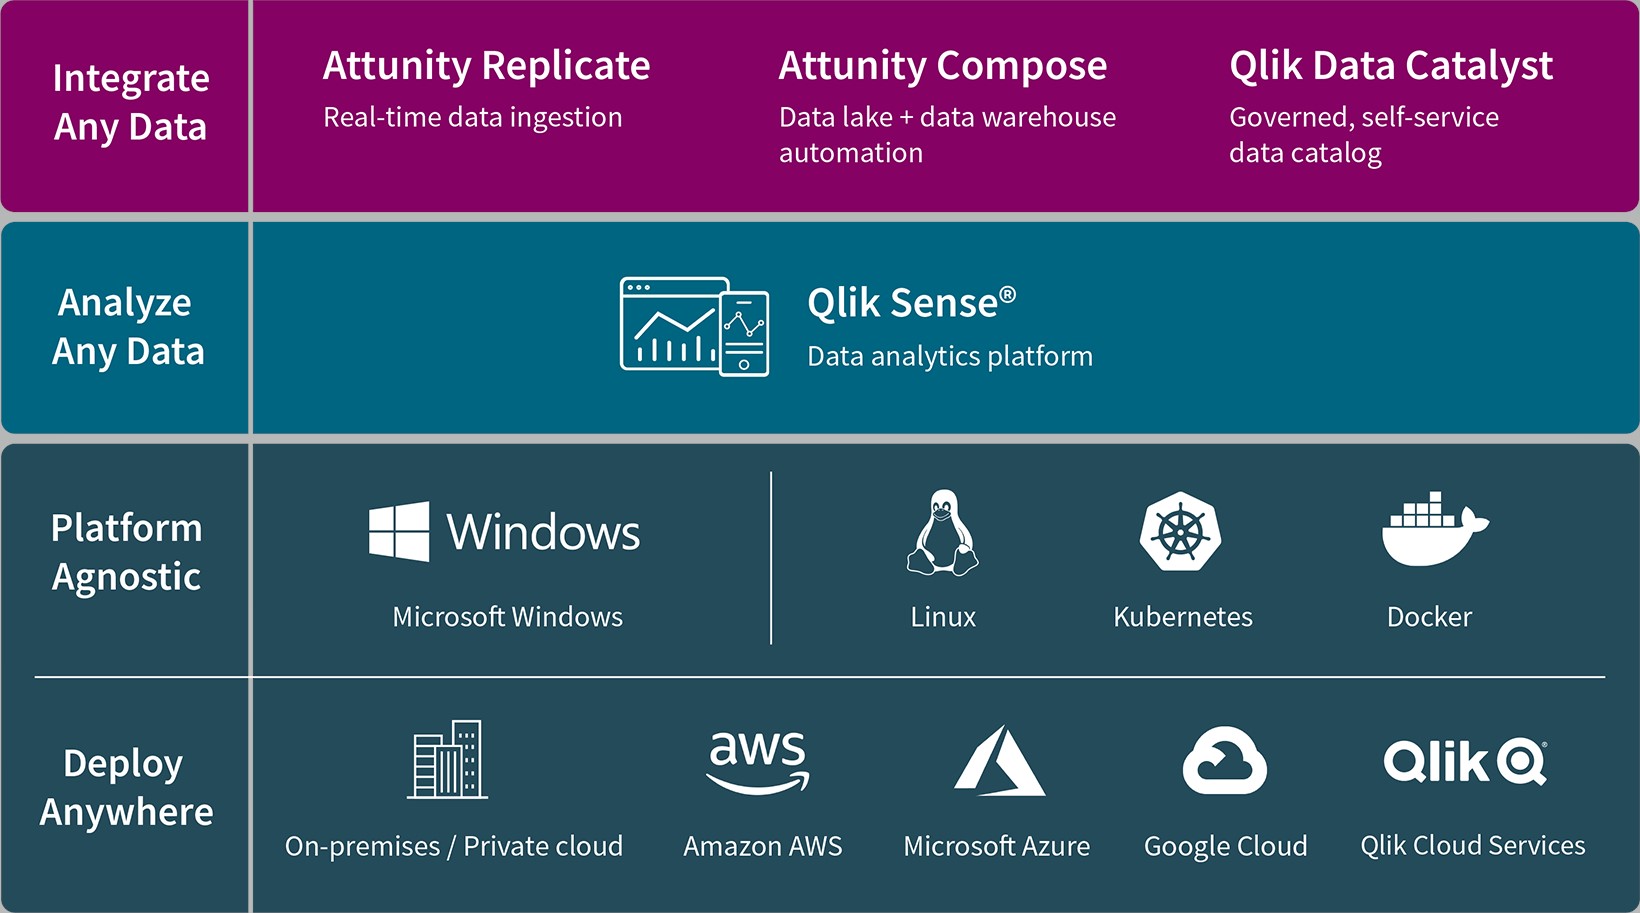 Integrate
Any Data
Attunity Replicate
Real-time data ingestion
Attunity Compose
Data lake + data warehouse
automation
Qlik Data Catalyst
Governed, self-service
data catalog
Analyze
Any Data
Qlik Sense®
Data analytics platform
Platform
Agnostic
Windows
Microsoft Windows
Linux
Kubernetes
Docker
Deploy
Anywhere
On-premises / Private cloud
aws
Amazon AWS
Microsoft Azure
Google Cloud
Qlik Q®
Qlik Cloud Services